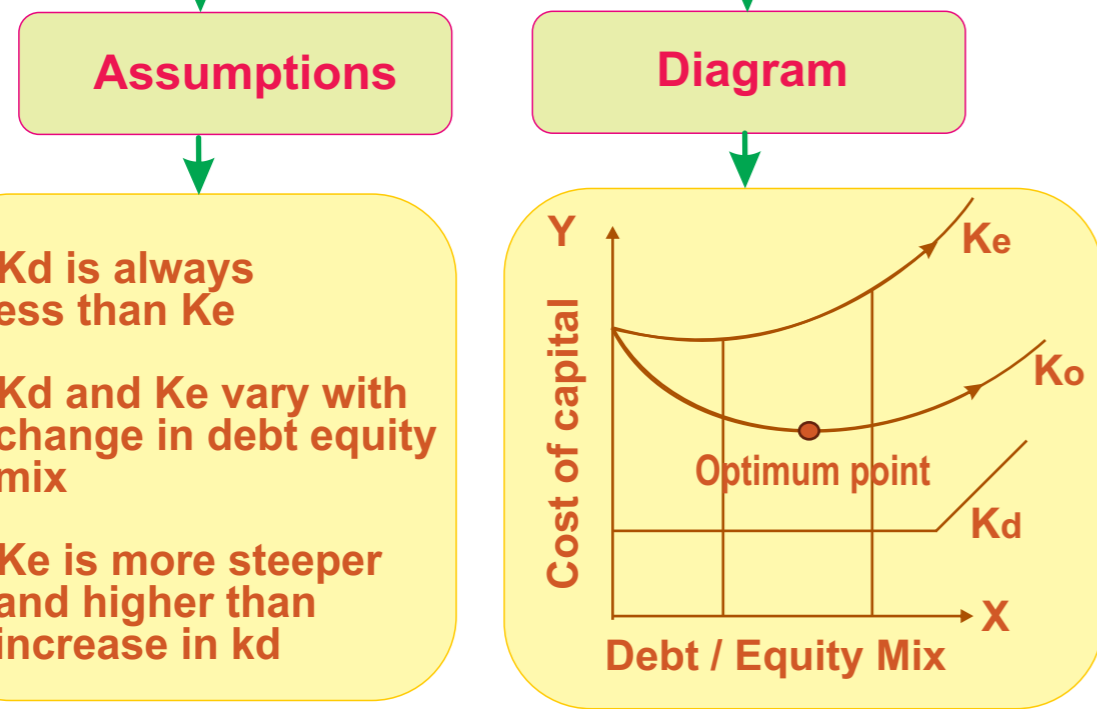 Assumptions
Kd is always
ess than Ke
Kd and Ke vary with
change in debt equity
mix
Ke is more steeper
and higher than
increase in kd
Diagram
Y
Ke
Cost of capital
Ko
Optimum point
Kd
X
Debt / Equity Mix